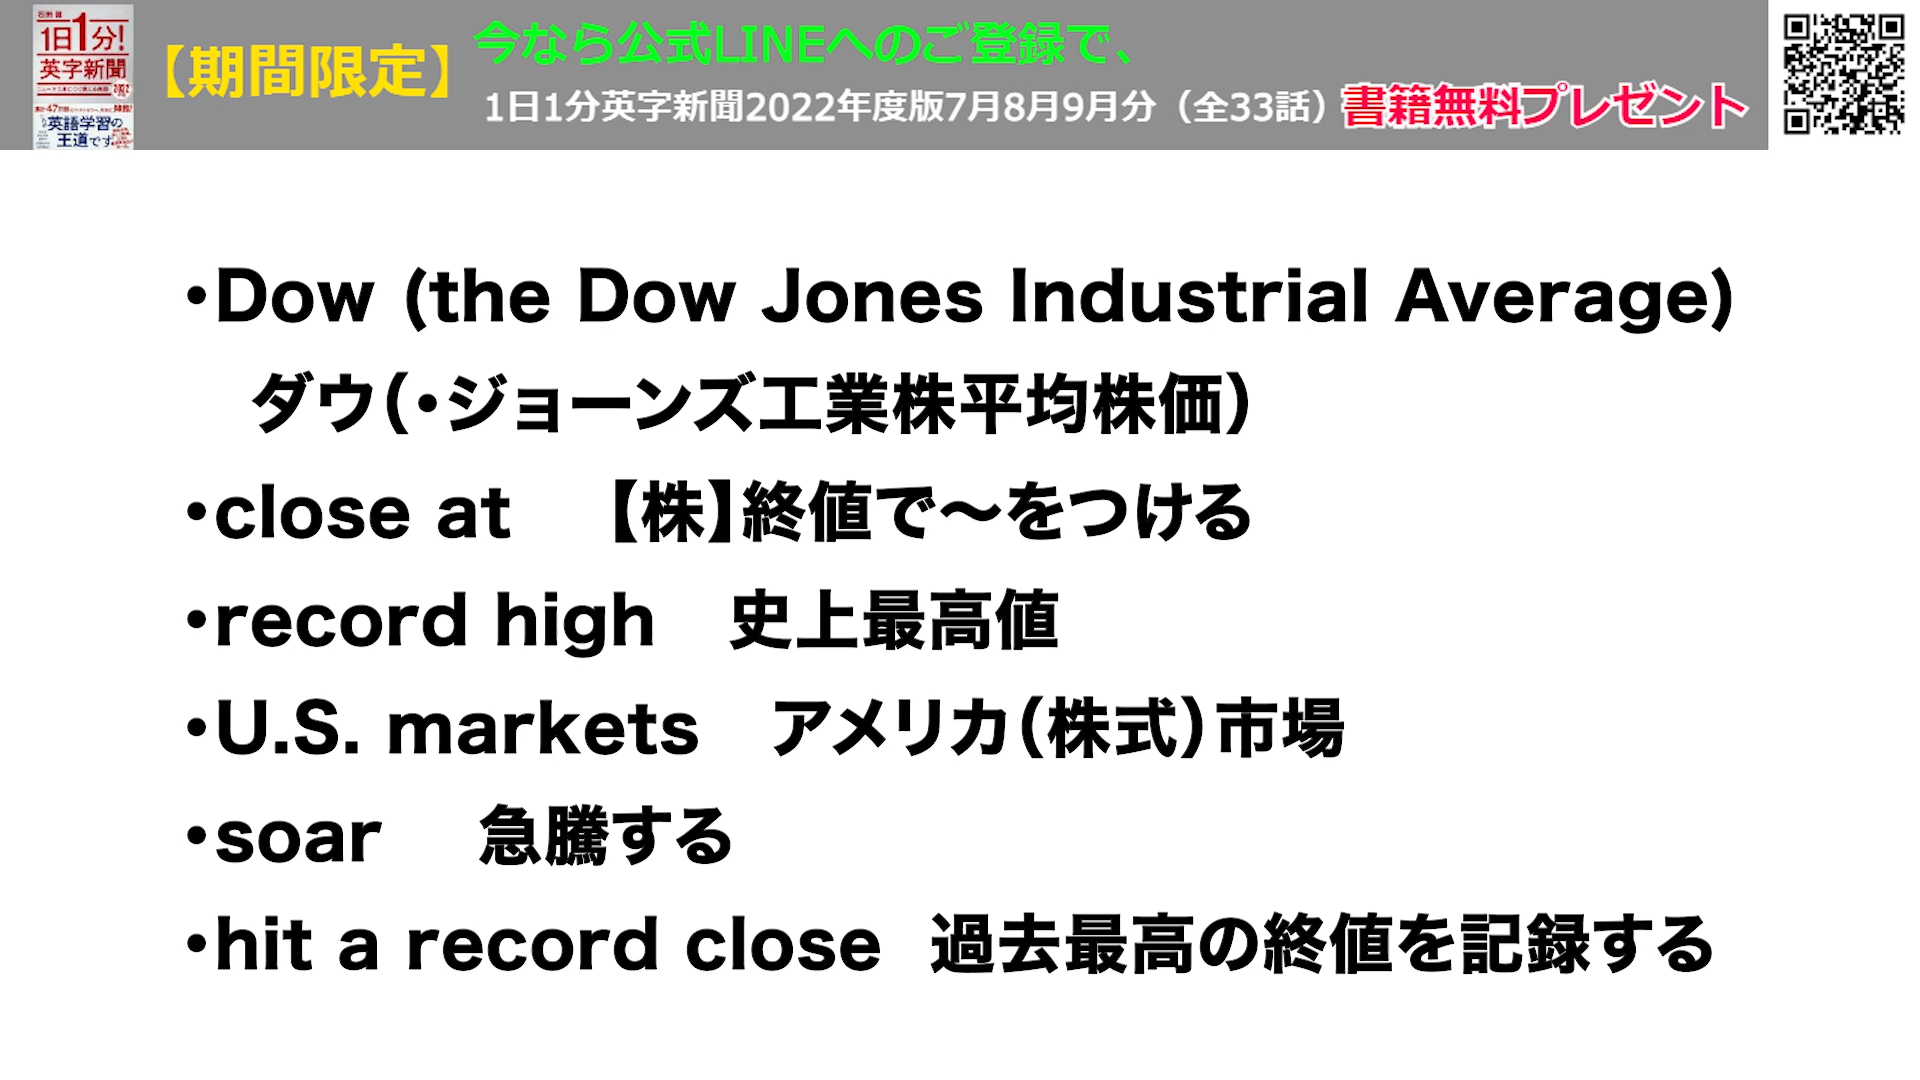 石田 健
1日1分!
英字新聞
英語学習の
王道です
【期間限定】
今なら公式LINEへのご登録で、
1日1分英字新聞2022年度版7月8月9月分（全33話）書籍無料プレゼント
・Dow (the Dow Jones Industrial Average)
ダウ（・ジョーンズ工業株平均株価）
・close at 【株】終値で～をつける
・record high 史上最高値
・U.S. markets アメリカ（株式）市場
・soar 急騰する
・hit a record close 過去最高の終値を記録する